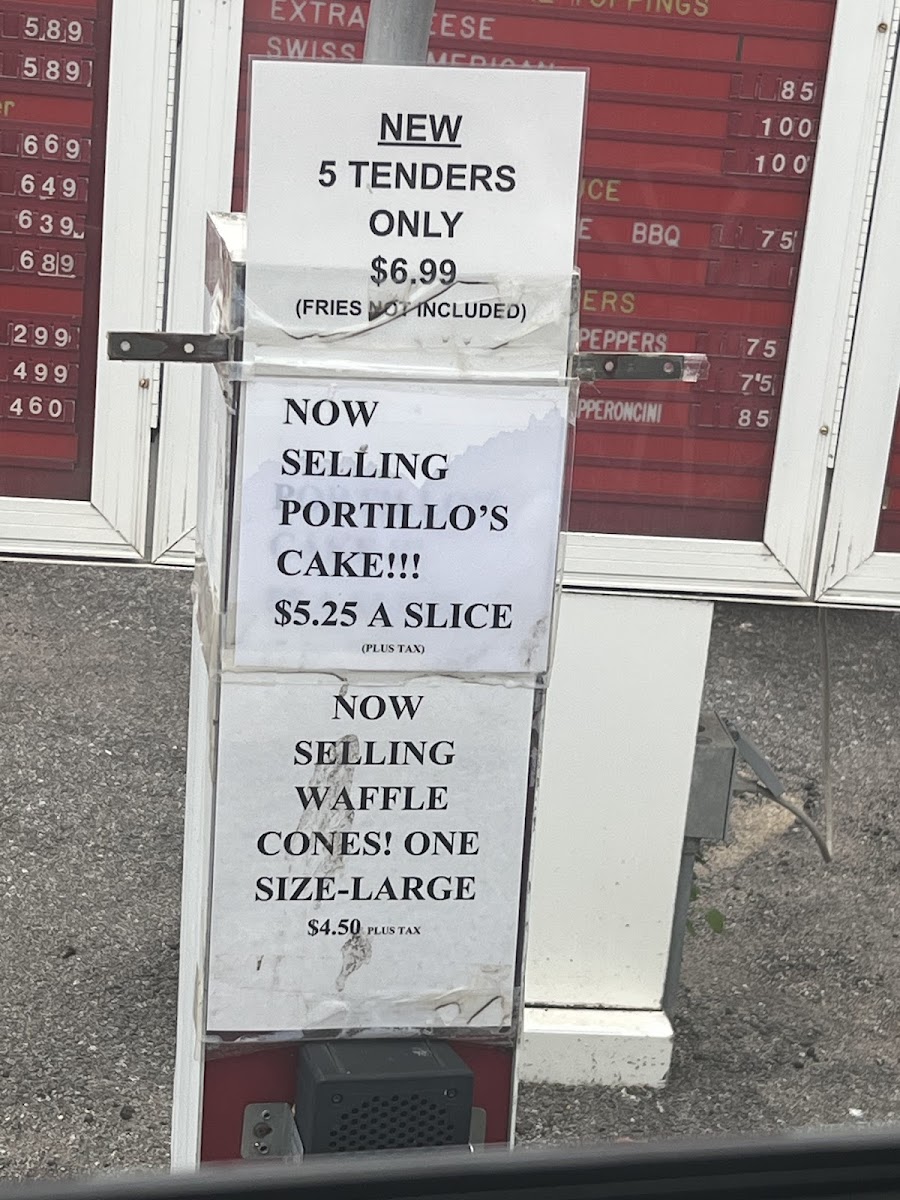 589
589
669
649
639
689
299
499
460
EXTRA
SWISS AMERICAN
85
100
100
BBQ 75
PEPPERS 75
75
85
NEW
5 TENDERS
ONLY
$6.99
(FRIES NOT INCLUDED)
NOW
SELLING
PORTILLO'S
CAKE!!!
$5.25 A SLICE
(PLUS TAX)
NOW
SELLING
WAFFLE
CONES! ONE
SIZE-LARGE
$4.50 PLUS TAX